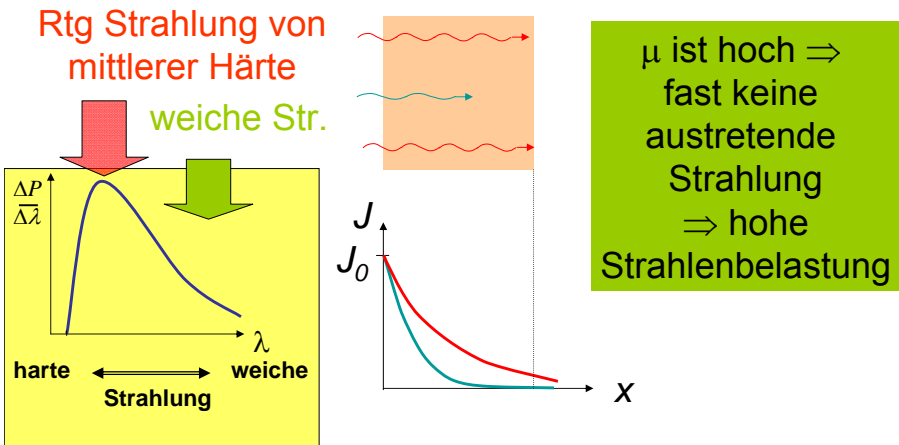 Rtg Strahlung von
mittlerer Härte
weiche Str.
ΔP
Δλ
λ
harte
weiche
Strahlung
J
J₀
x
μ ist hoch ⇒
fast keine
austretende
Strahlung
⇒ hohe
Strahlenbelastung